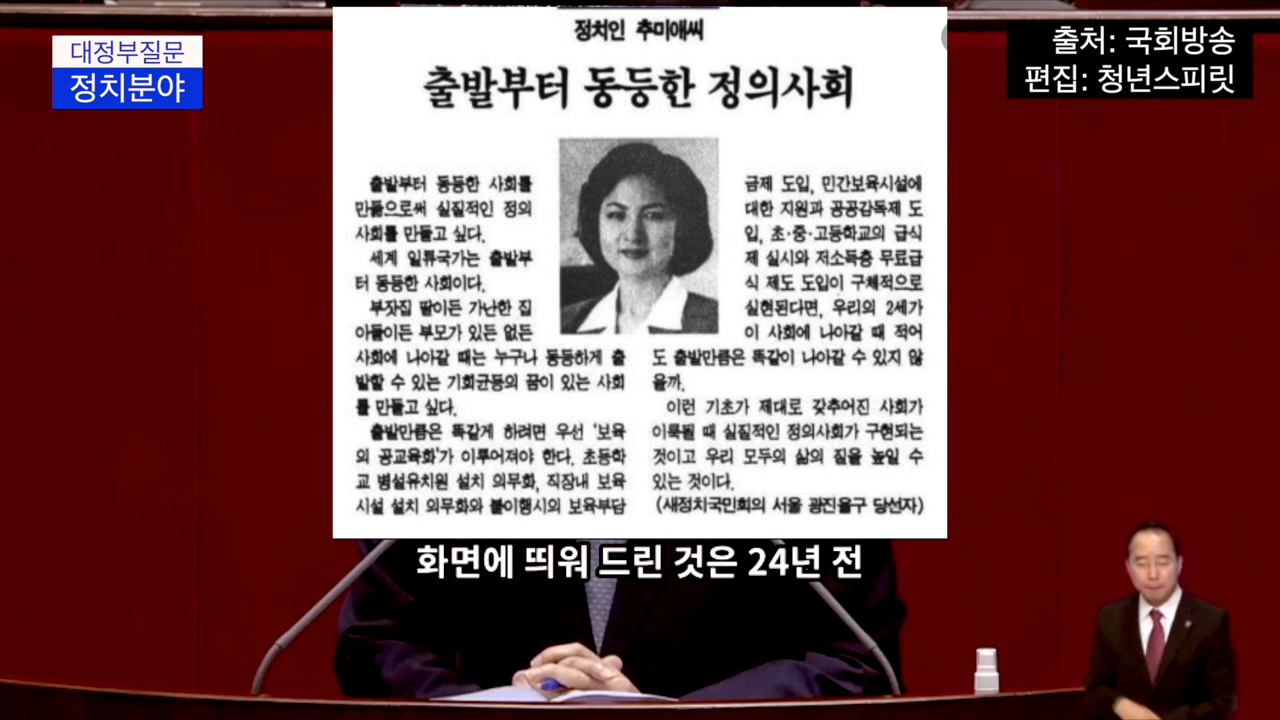 대정부질문
정치분야
출처: 국회방송
편집: 청년스피릿
정치인 추미애씨
출발부터 동등한 정의사회
출발부터 동등한 사회를
만듦으로써 실질적인 정의
사회를 만들고 싶다.
세계 일류국가는 출발부
터 동등한 사회이다.
부잣집 딸이든 가난한 집
아들이든 부모가 있든 없든
사회에 나아갈 때는 누구나 동등하게 출
발할 수 있는 기회균등의 꿈이 있는 사회
를 만들고 싶다.
출발만큼은 똑같게 하려면 우선 '보육
의 공교육화'가 이루어져야 한다. 초등학
교 병설유치원 설치 의무화, 직장내 보육
시설 설치 의무화와 불이행시의 보육부담
금제 도입, 민간보육시설에
대한 지원과 공공감독제 도
입, 초·중·고등학교의 급식
제 실시와 저소득층 무료급
식 제도 도입이 구체적으로
실현된다면, 우리의 2세가
이 사회에 나아갈 때 적어
도 출발만큼은 똑같이 나아갈 수 있지 않
을까.
이런 기초가 제대로 갖추어진 사회가
이룩될 때 실질적인 정의사회가 구현되는
것이고 우리 모두의 삶의 질을 높일 수
있는 것이다.
(새정치국민회의 서울 광진을구 당선자)
화면에 띄워 드린 것은 24년 전